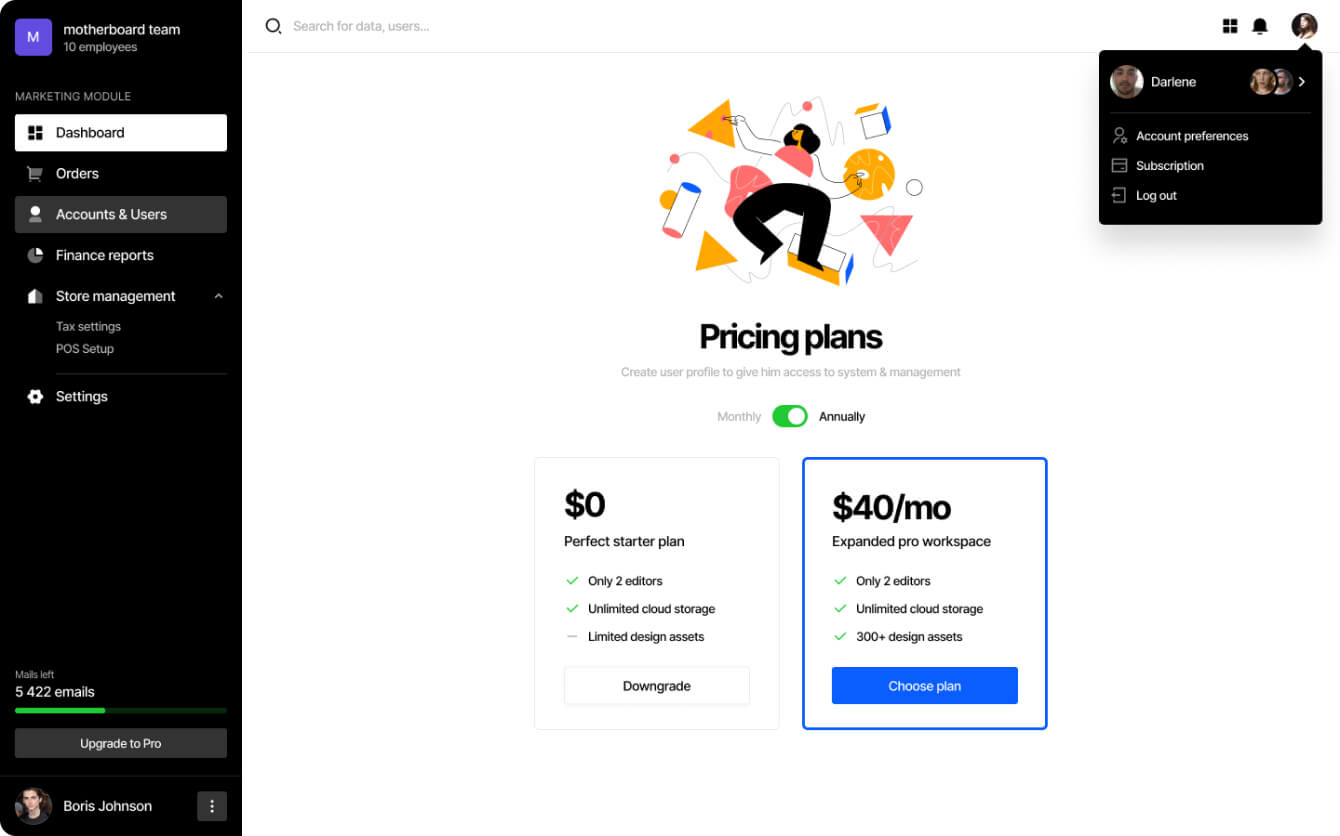 M
motherboard team
10 employees
MARKETING MODULE
Dashboard
Orders
Accounts & Users
Finance reports
Store management
Tax settings
POS Setup
Settings
Mails left
5 422 emails
Upgrade to Pro
Boris Johnson
Search for data, users...
Darlene
Account preferences
Subscription
Log out
Pricing plans
Create user profile to give him access to system & management
Monthly
Annually
$0
Perfect starter plan
Only 2 editors
Unlimited cloud storage
Limited design assets
Downgrade
$40/mo
Expanded pro workspace
Only 2 editors
Unlimited cloud storage
300+ design assets
Choose plan